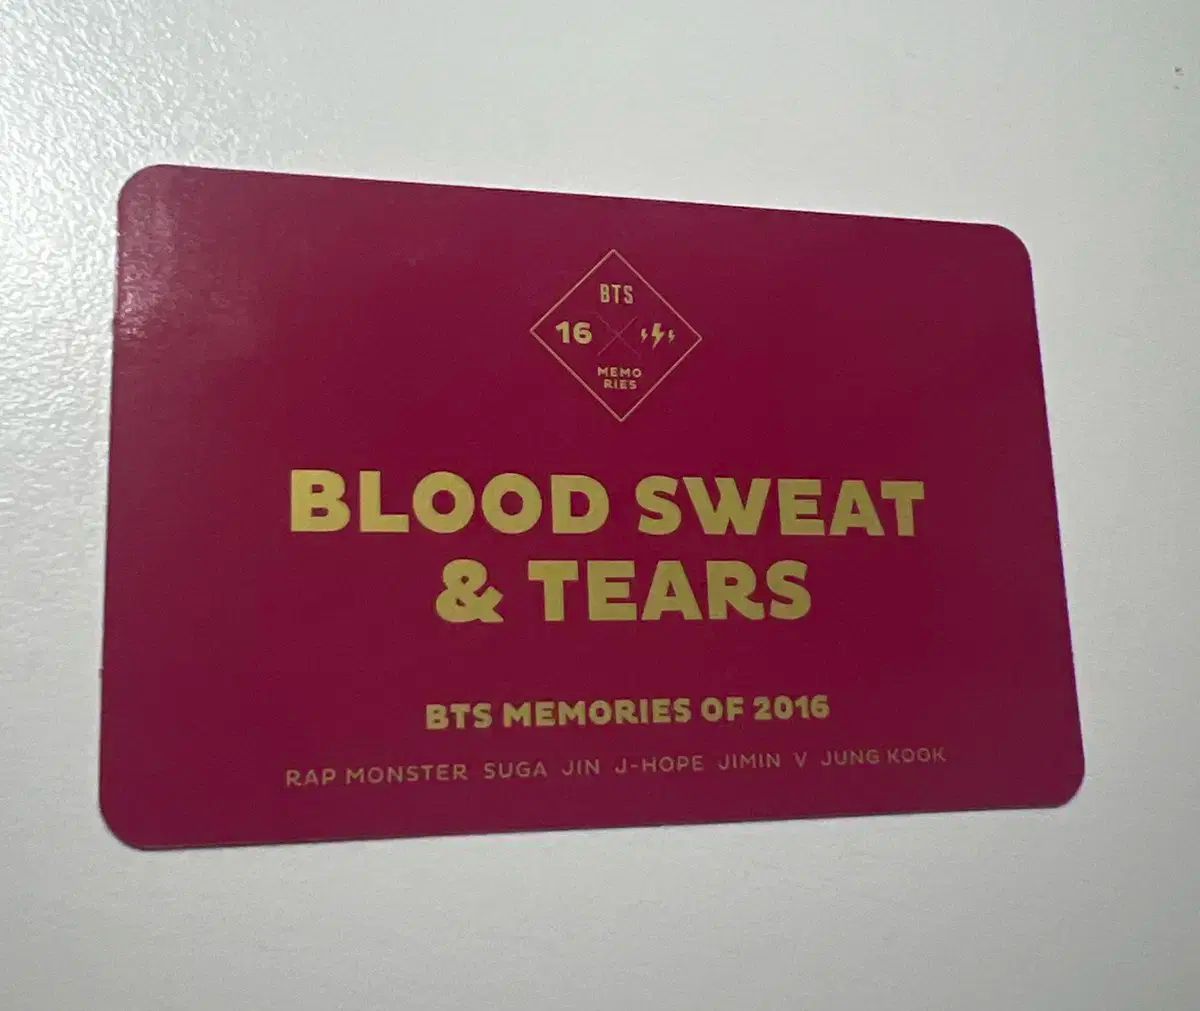 BTS
16
MEMO
RIES
BLOOD SWEAT
& TEARS
BTS MEMORIES OF 2016
RAP MONSTER SUGA JIN J-HOPE JIMIN V JUNG KOOK